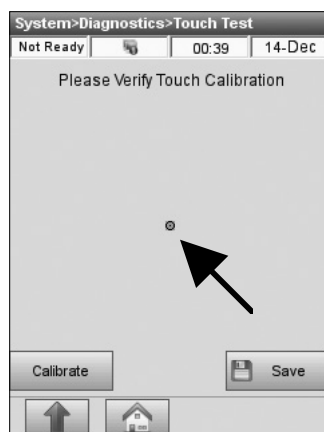 System>Diagnostics>Touch Test
Not Ready 00:39 14-Dec
Please Verify Touch Calibration
Calibrate Save